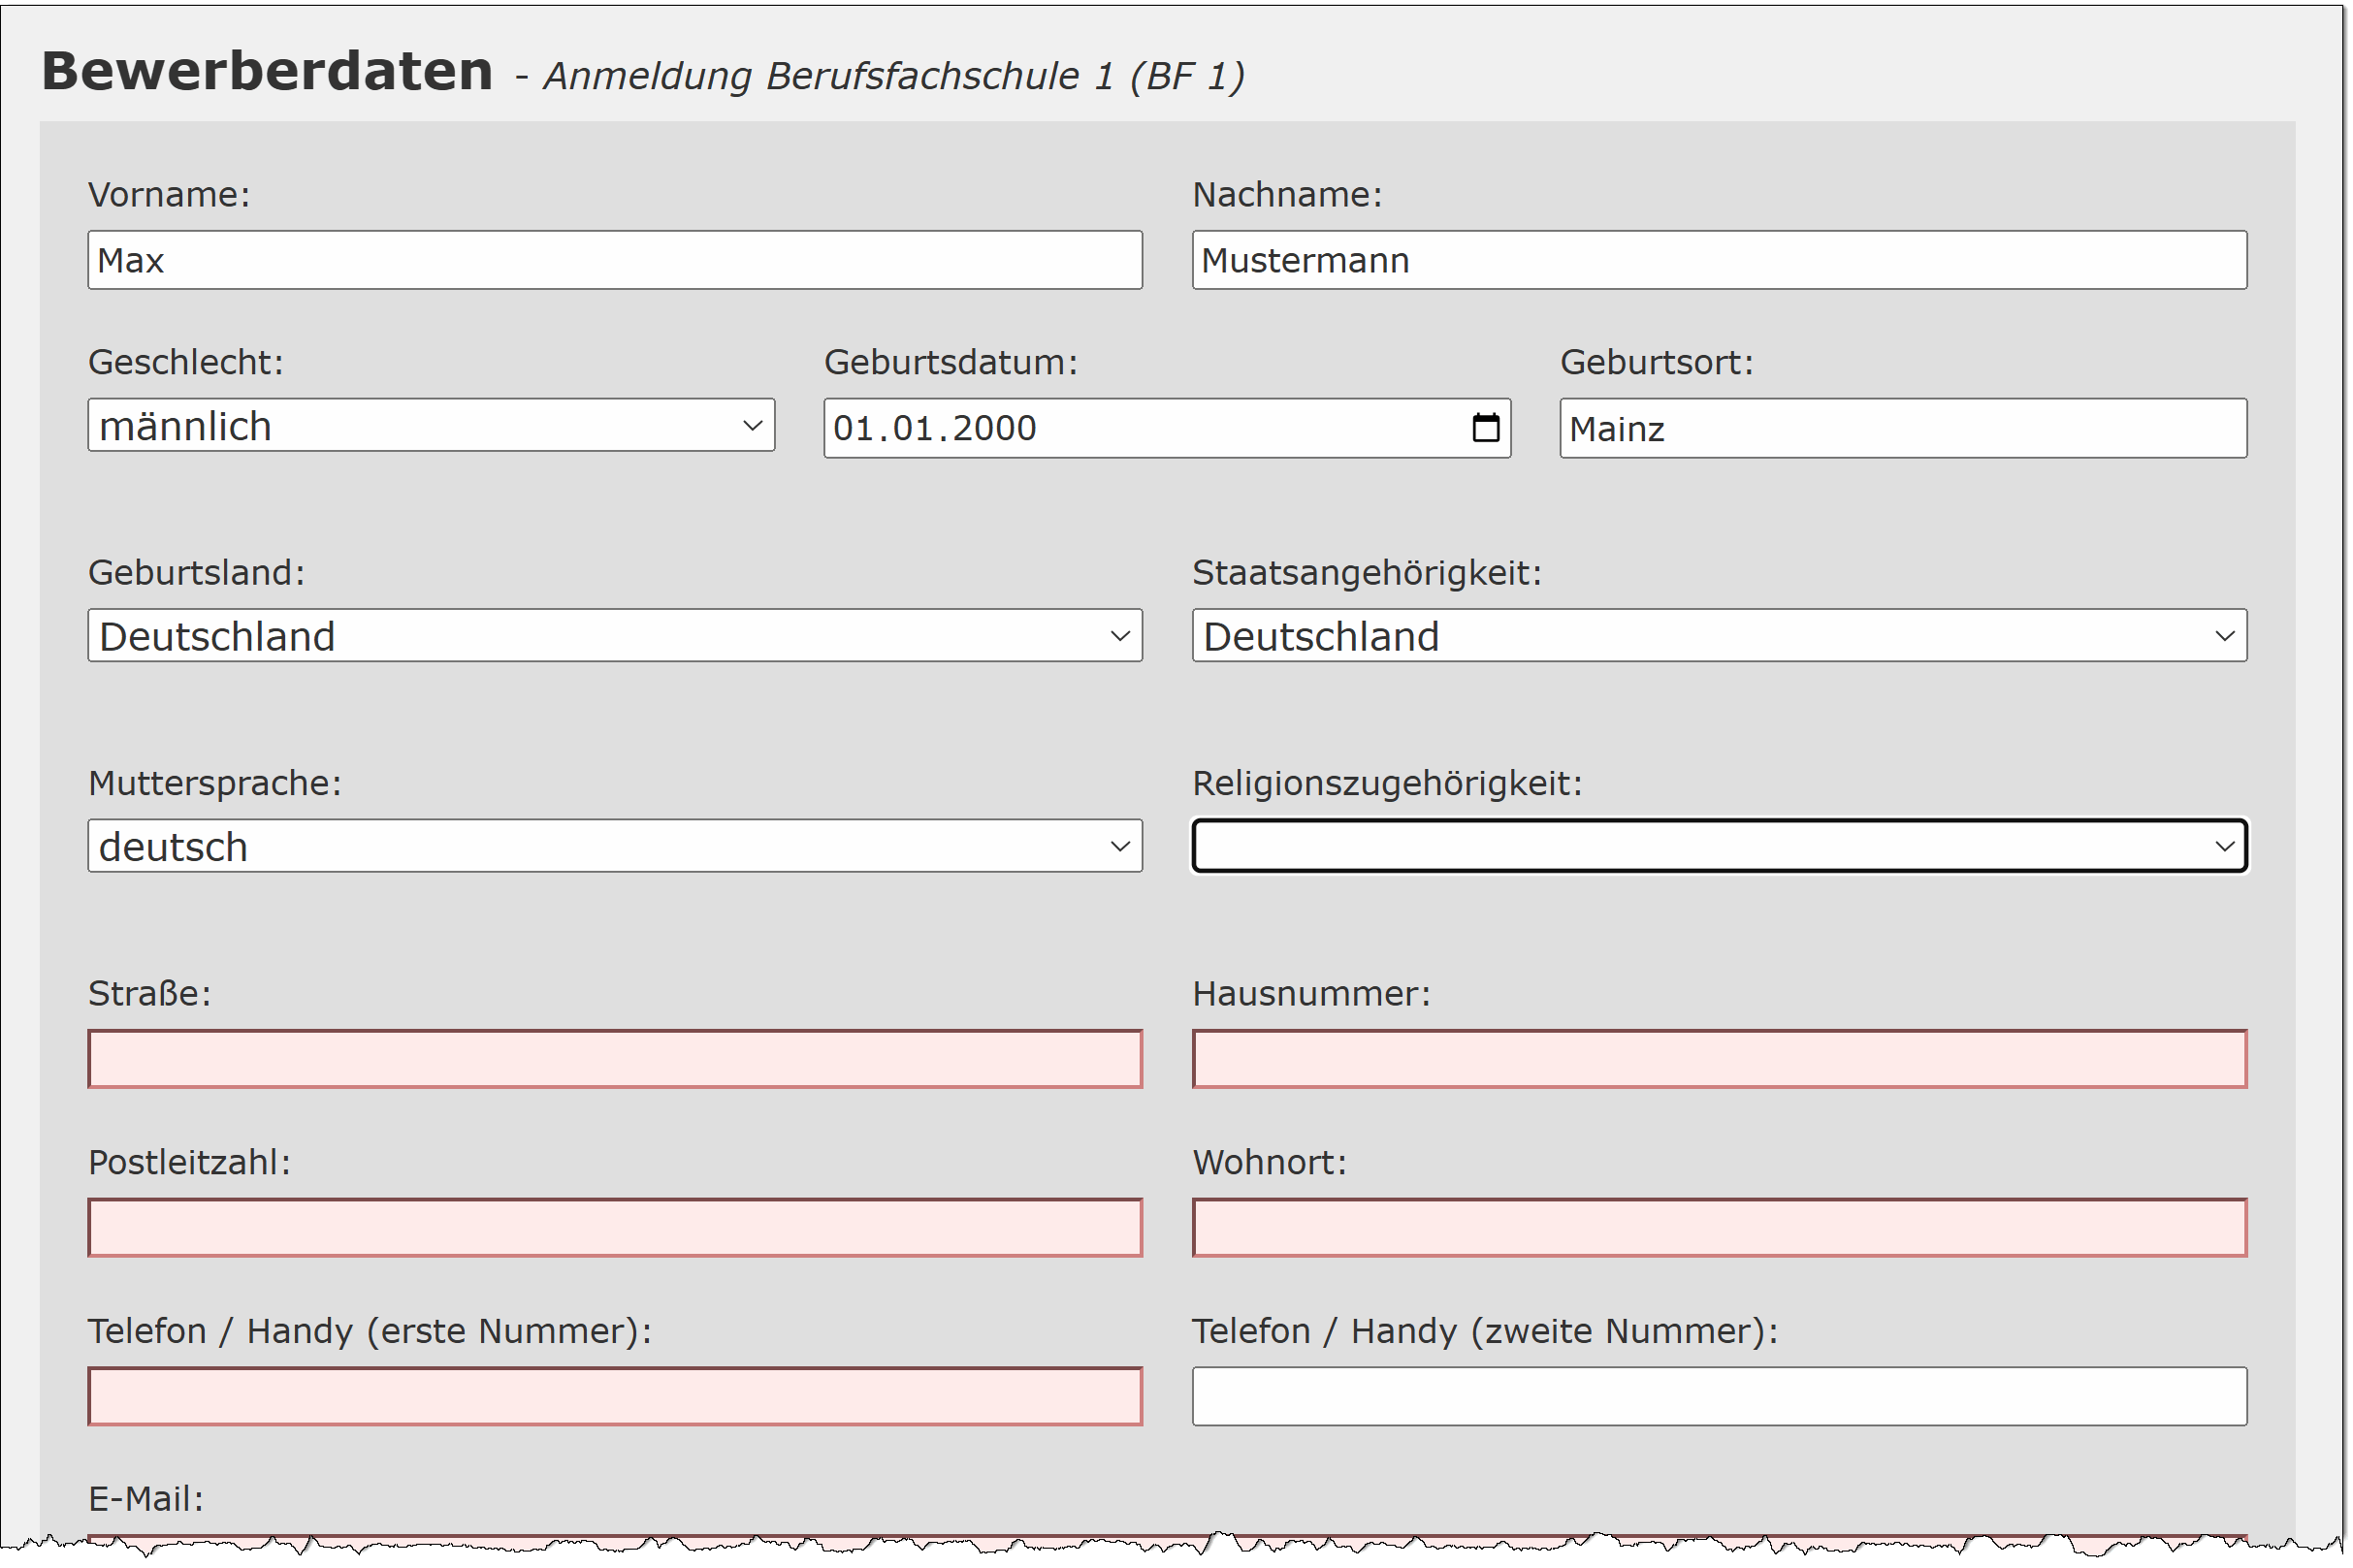 Bewerberdaten - Anmeldung Berufsfachschule 1 (BF 1)
Vorname: Nachname:
Max Mustermann
Geschlecht: Geburtsdatum: Geburtsort:
männlich 01.01.2000 Mainz
Geburtsland: Staatsangehörigkeit:
Deutschland Deutschland
Muttersprache: Religionszugehörigkeit:
deutsch
Straße: Hausnummer:
Postleitzahl: Wohnort:
Telefon / Handy (erste Nummer): Telefon / Handy (zweite Nummer):
E-Mail: